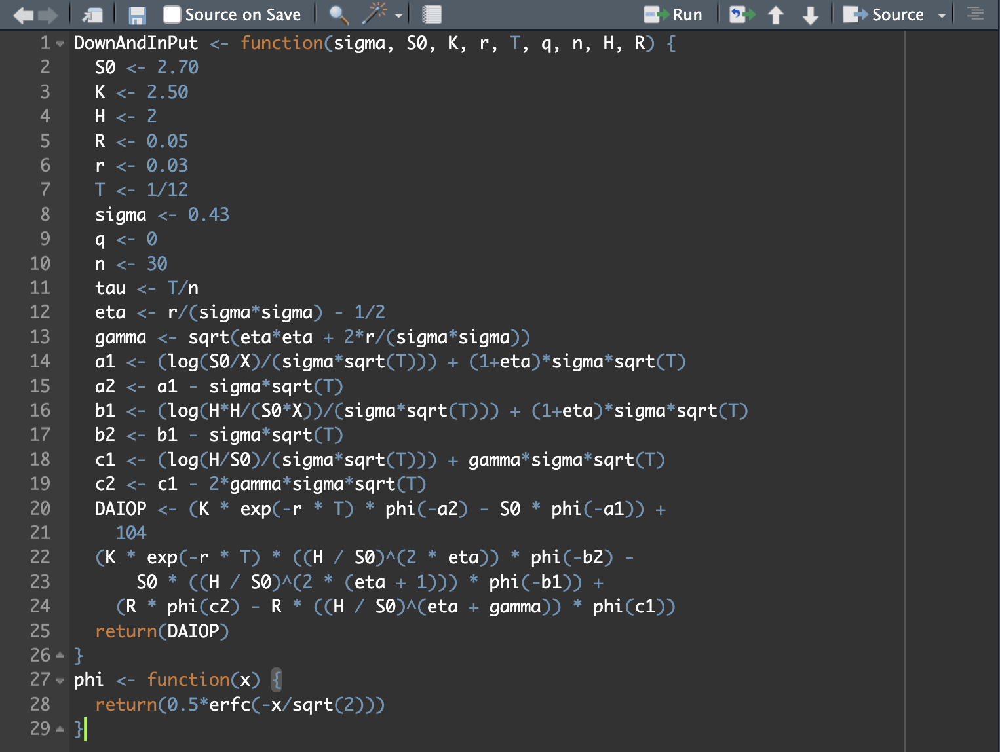 Source on Save Run Source
1 DownAndInPut <- function(sigma, S0, K, r, T, q, n, H, R) {
2 S0 <- 2.70
3 K <- 2.50
4 H <- 2
5 R <- 0.05
6 r <- 0.03
7 T <- 1/12
8 sigma <- 0.43
9 q <- 0
10 n <- 30
11 tau <- T/n
12 eta <- r/(sigma*sigma) - 1/2
13 gamma <- sqrt(eta*eta + 2*r/(sigma*sigma))
14 a1 <- (log(S0/X)/(sigma*sqrt(T))) + (1+eta)*sigma*sqrt(T)
15 a2 <- a1 - sigma*sqrt(T)
16 b1 <- (log(H*H/(S0*X))/(sigma*sqrt(T))) + (1+eta)*sigma*sqrt(T)
17 b2 <- b1 - sigma*sqrt(T)
18 c1 <- (log(H/S0)/(sigma*sqrt(T))) + gamma*sigma*sqrt(T)
19 c2 <- c1 - 2*gamma*sigma*sqrt(T)
20 DAIOP <- (K * exp(-r * T) * phi(-a2) - S0 * phi(-a1)) +
21 104
22 (K * exp(-r * T) * ((H / S0)^(2 * eta)) * phi(-b2) -
23 S0 * ((H / S0)^(2 * (eta + 1))) * phi(-b1)) +
24 (R * phi(c2) - R * ((H / S0)^(eta + gamma)) * phi(c1))
25 return(DAIOP)
26 }
27 phi <- function(x) {
28 return(0.5*erfc(-x/sqrt(2)))
29 }